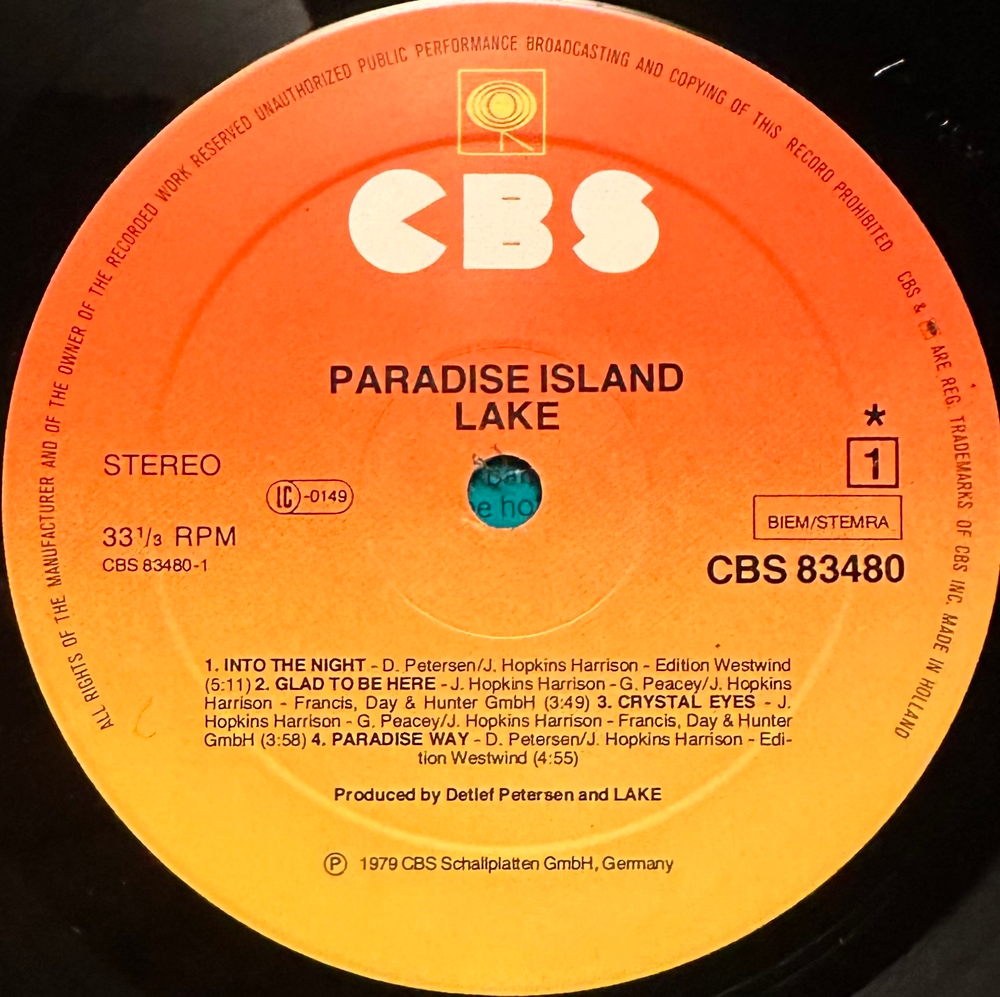 ALL RIGHTS OF THE MANUFACTURER AND OF THE OWNER OF THE RECORDED WORK RESERVED UNAUTHORIZED PUBLIC PERFORMANCE BROADCASTING AND COPYING OF THIS RECORD PROHIBITED CBS & ARE REG. TRADEMARKS OF CBS INC. MADE IN HOLLAND
CBS
PARADISE ISLAND
LAKE
STEREO
LC-0149
33 1/3 RPM
CBS 83480-1
*
1
BIEM/STEMRA
CBS 83480
1. INTO THE NIGHT - D. Petersen/J. Hopkins Harrison - Edition Westwind
(5:11) 2. GLAD TO BE HERE - J. Hopkins Harrison - G. Peacey/J. Hopkins
Harrison - Francis, Day & Hunter GmbH (3:49) 3. CRYSTAL EYES - J.
Hopkins Harrison - G. Peacey/J. Hopkins Harrison - Francis, Day & Hunter
GmbH (3:58) 4. PARADISE WAY - D. Petersen/J. Hopkins Harrison - Edi-
tion Westwind (4:55)
Produced by Detlef Petersen and LAKE
Ⓟ 1979 CBS Schallplatten GmbH, Germany